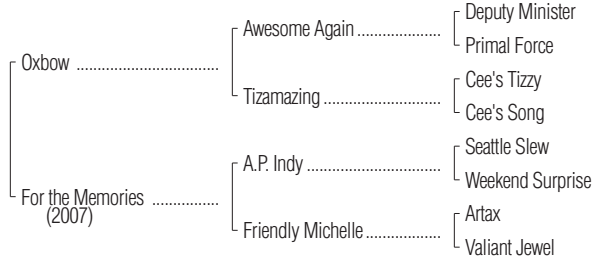 Deputy Minister
Awesome Again ....................
Primal Force
Oxbow ..................................
Cee's Tizzy
Tizamazing ............................
Cee's Song
Seattle Slew
A.P. Indy ................................
Weekend Surprise
For the Memories ................
(2007)
Artax
Friendly Michelle ..................
Valiant Jewel